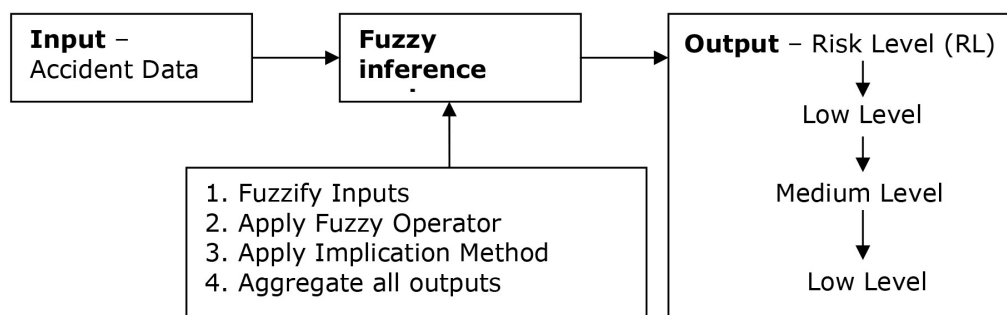 Input –
Accident Data
Fuzzy
inference
Output – Risk Level (RL)
Low Level
Medium Level
Low Level
1. Fuzzify Inputs
2. Apply Fuzzy Operator
3. Apply Implication Method
4. Aggregate all outputs